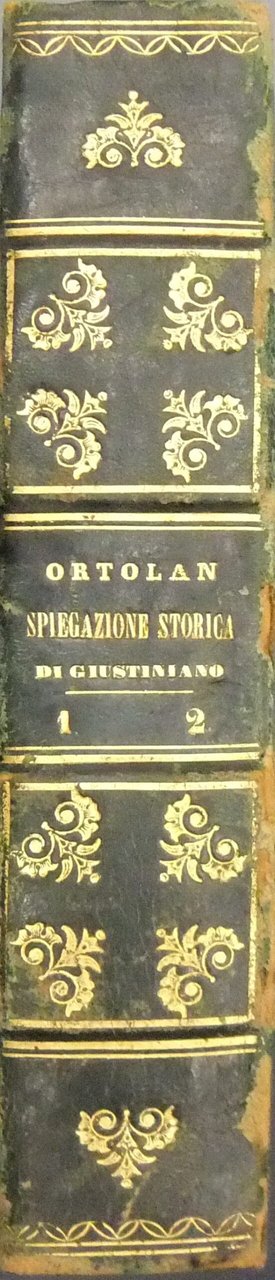 ORTOLAN
SPIEGAZIONE STORICA
DI GIUSTINIANO
1 2